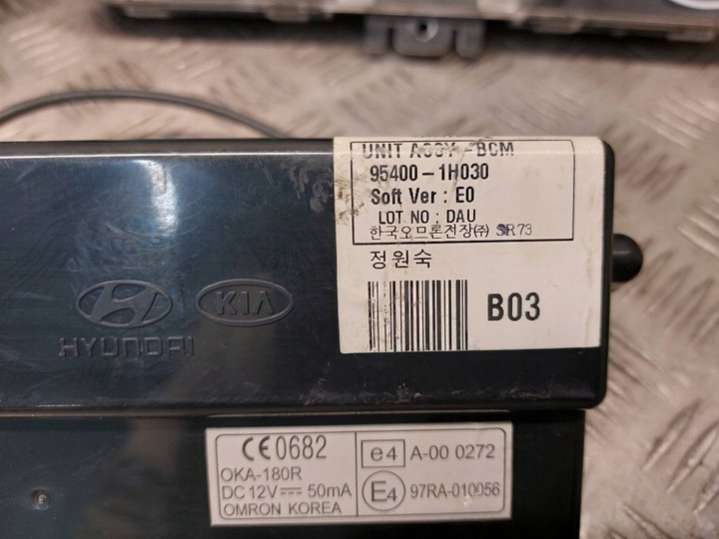 UNIT ASSY -BCM
95400-1H030
Soft Ver : E0
LOT NO : DAU
한국오므론전장㈜ SR73
정원숙
B03
KIA
HYUNDAI
CE0682
OKA-180R
DC 12V ⎓ 50mA
OMRON KOREA
e4 A-00 0272
E4 97RA-010056